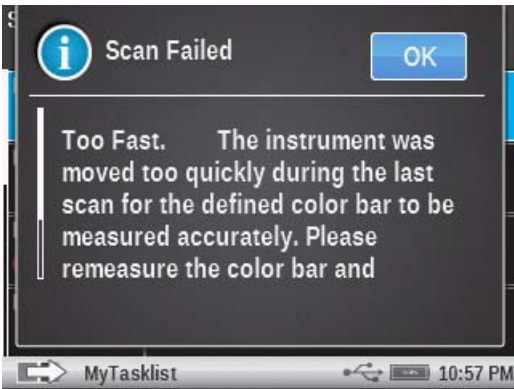 S
Scan Failed
OK
Too Fast. The instrument was
moved too quickly during the last
scan for the defined color bar to be
measured accurately. Please
remeasure the color bar and
MyTasklist
10:57 PM